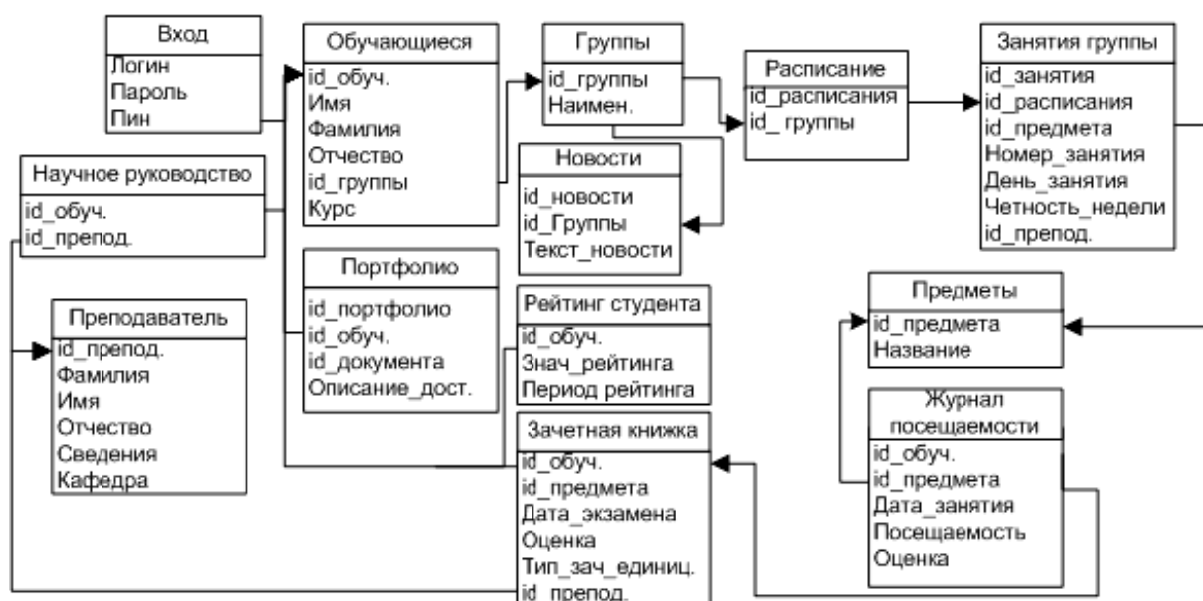 Вход
Логин
Пароль
Пин
Обучающиеся
id_обуч.
Имя
Фамилия
Отчество
id_группы
Курс
Группы
id_группы
Наимен.
Расписание
id_расписания
id_ группы
Занятия группы
id_занятия
id_расписания
id_предмета
Номер_занятия
День_занятия
Четность_недели
id_препод.
Научное руководство
id_обуч.
id_препод.
Новости
id_новости
id_Группы
Текст_новости
Портфолио
id_портфолио
id_обуч.
id_документа
Описание_дост.
Преподаватель
id_препод.
Фамилия
Имя
Отчество
Сведения
Кафедра
Рейтинг студента
id_обуч.
Знач_рейтинга
Период рейтинга
Предметы
id_предмета
Название
Зачетная книжка
id_обуч.
id_предмета
Дата_экзамена
Оценка
Тип_зач_единиц.
id_препод.
Журнал
посещаемости
id_обуч.
id_предмета
Дата_занятия
Посещаемость
Оценка